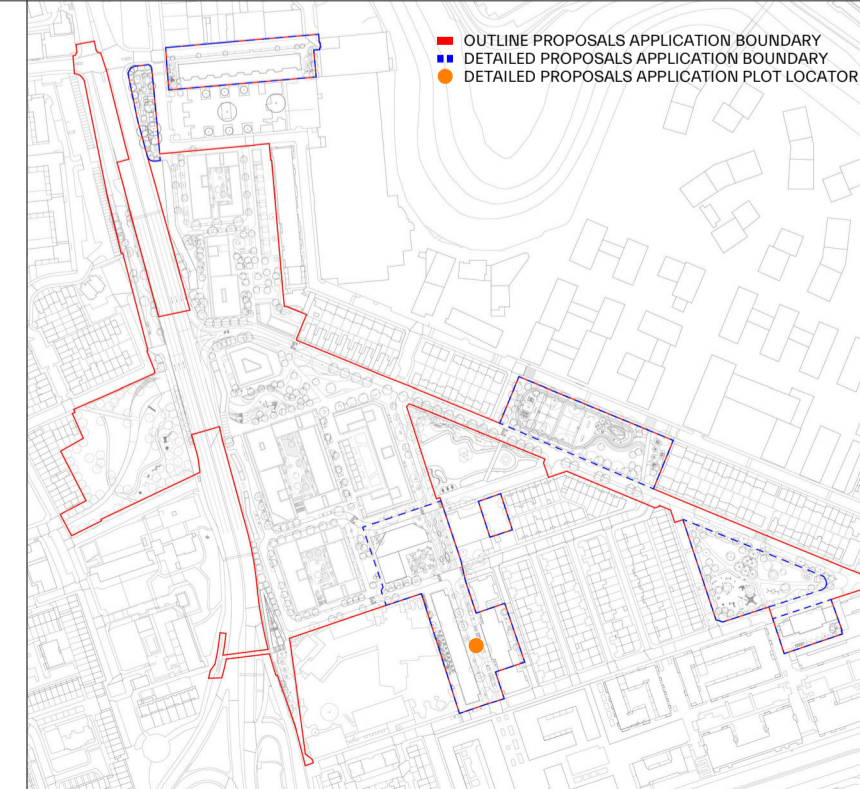 OUTLINE PROPOSALS APPLICATION BOUNDARY
DETAILED PROPOSALS APPLICATION BOUNDARY
DETAILED PROPOSALS APPLICATION PLOT LOCATOR